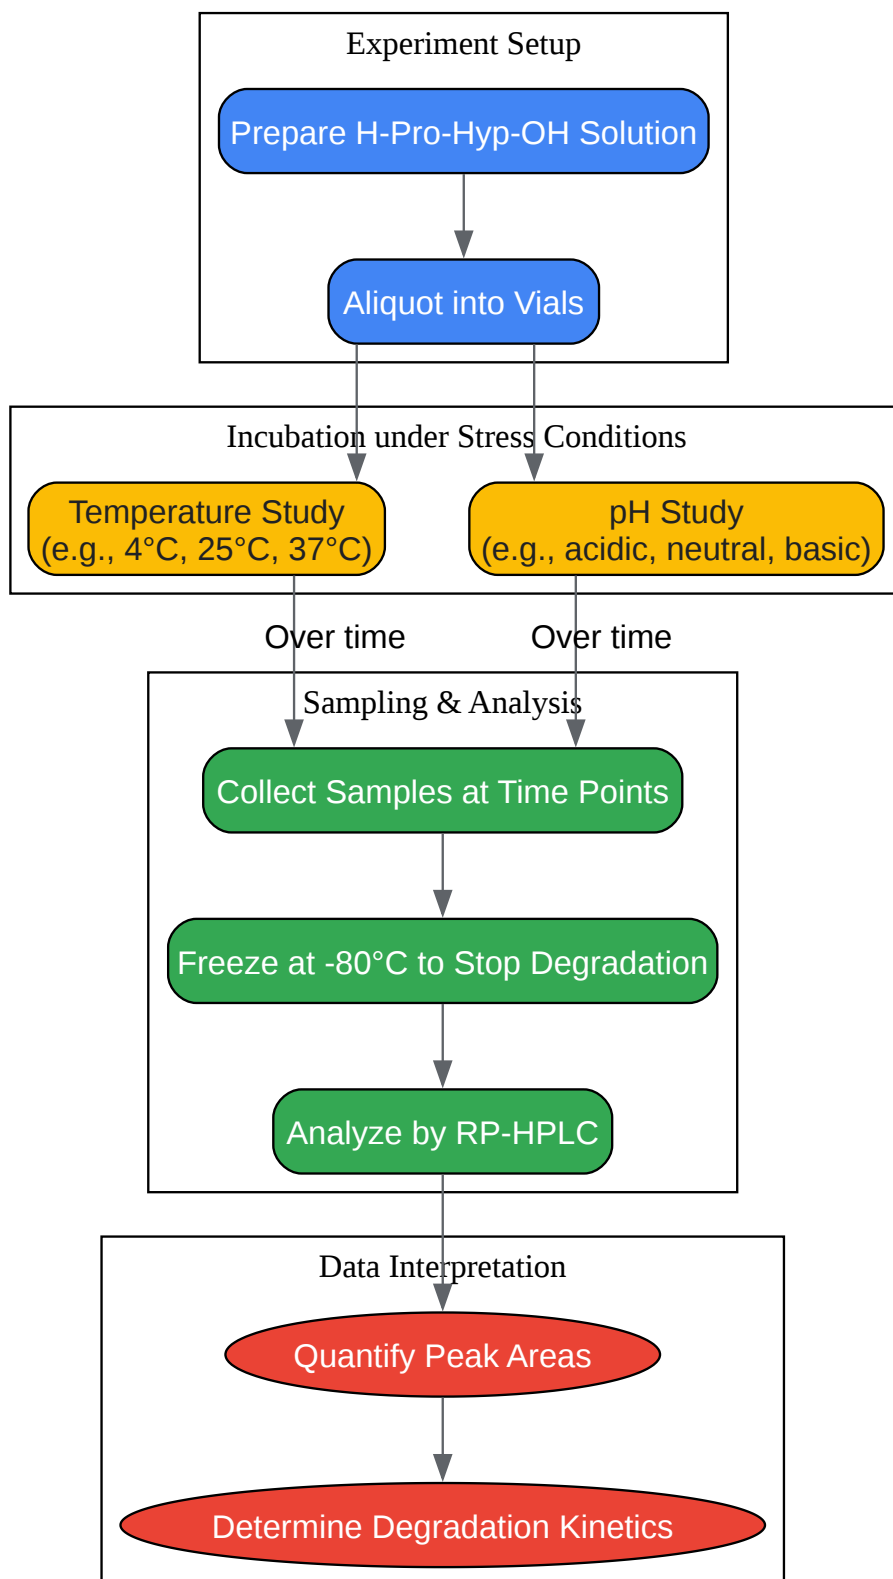 Experiment Setup
Prepare H-Pro-Hyp-OH Solution
Aliquot into Vials
Incubation under Stress Conditions
Temperature Study
(e.g., 4°C, 25°C, 37°C)
pH Study
(e.g., acidic, neutral, basic)
Over time
Over time
Sampling & Analysis
Collect Samples at Time Points
Freeze at -80°C to Stop Degradation
Analyze by RP-HPLC
Data Interpretation
Quantify Peak Areas
Determine Degradation Kinetics